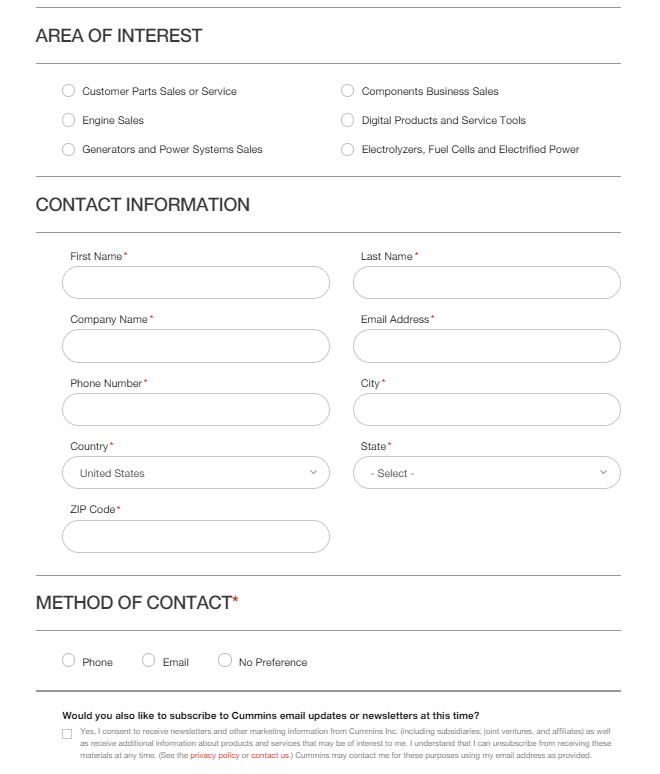 AREA OF INTEREST
Customer Parts Sales or Service
Components Business Sales
Engine Sales
Digital Products and Service Tools
Generators and Power Systems Sales
Electrolyzers, Fuel Cells and Electrified Power
CONTACT INFORMATION
First Name*
Last Name*
Company Name*
Email Address*
Phone Number*
City*
Country*
State*
United States
- Select -
ZIP Code*
METHOD OF CONTACT*
Phone
Email
No Preference
Would you also like to subscribe to Cummins email updates or newsletters at this time?
Yes, I consent to receive newsletters and other marketing information from Cummins Inc. (including subsidiaries, joint ventures, and affiliates) as well
as receive additional information about products and services that may be of interest to me. I understand that I can unsubscribe from receiving these
materials at any time. (See the privacy policy or contact us.) Cummins may contact me for these purposes using my email address as provided.